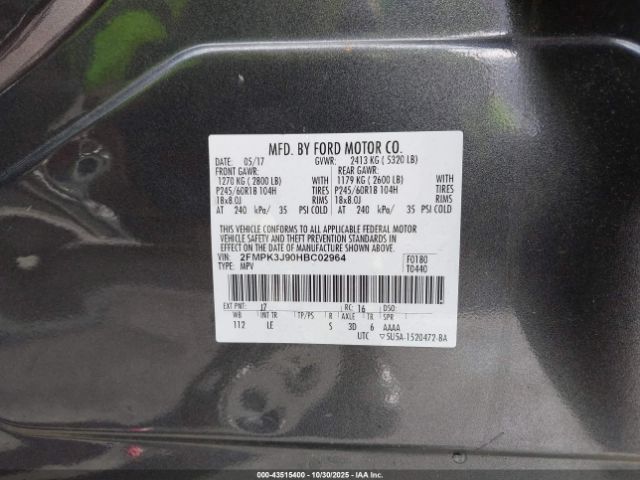 MFD. BY FORD MOTOR CO.
DATE: 05/17 GVWR: 2413 KG ( 5320 LB)
FRONT GAWR: REAR GAWR:
1270 KG ( 2800 LB) WITH 1179 KG ( 2600 LB) WITH
P245/60R18 104H TIRES P245/60R18 104H TIRES
18x8.0J RIMS 18x8.0J RIMS
AT 240 kPa/ 35 PSI COLD AT 240 kPa/ 35 PSI COLD
THIS VEHICLE CONFORMS TO ALL APPLICABLE FEDERAL MOTOR
VEHICLE SAFETY AND THEFT PREVENTION STANDARDS IN
EFFECT ON THE DATE OF MANUFACTURE SHOWN ABOVE.
VIN: 2FMPK3J90HBC02964 F0180
TYPE: MPV T0440
EXT PNT: J7 RC: 16 DSO:
WB INT TR TP/PS R AXLE TR SPR
112 LE S 3D 6 AAAA
UTC ▽5U5A-1520472-BA
000-43515400 - 10/30/2025 - IAAI.com